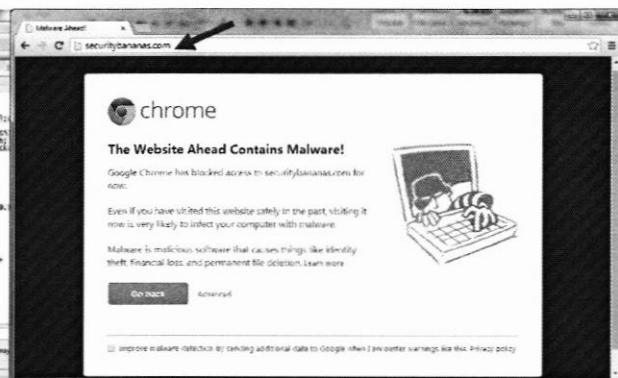 Malware Ahead!
securitybananas.com
chrome
The Website Ahead Contains Malware!
Google Chrome has blocked access to securitybananas.com for
now.
Even if you have visited this website safely in the past, visiting it
now is very likely to infect your computer with malware.
Malware is malicious software that causes things like identity
theft, financial loss, and permanent file deletion. Learn more
Go back Advanced
Improve malware detection by sending additional data to Google when I encounter warnings like this. Privacy policy